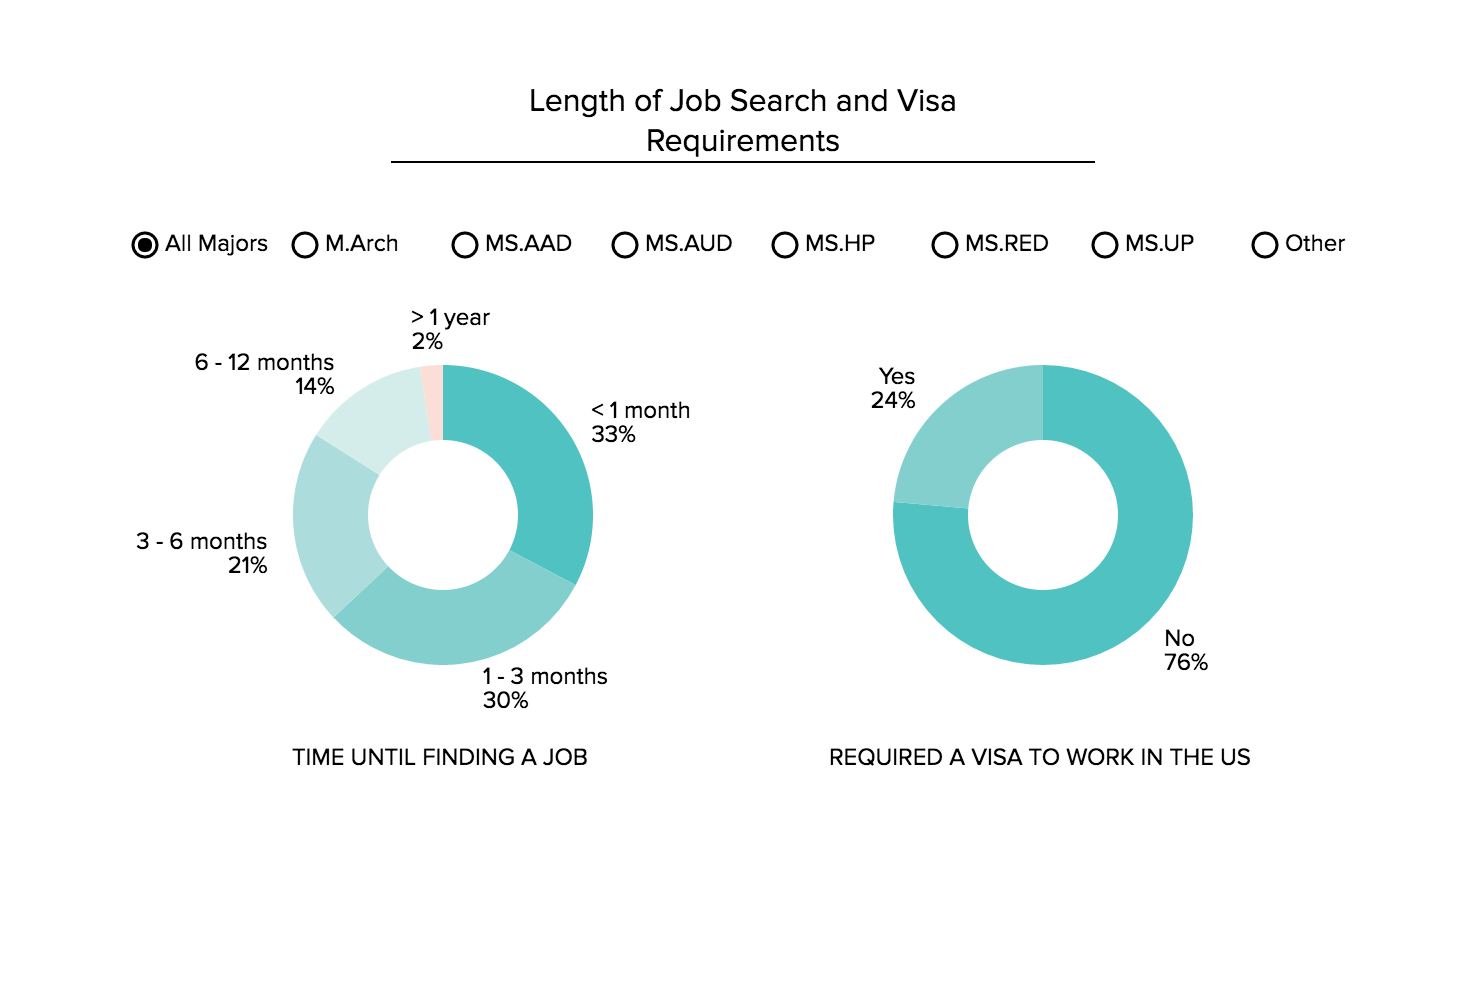 Length of Job Search and Visa
Requirements
All Majors
M.Arch
MS.AAD
MS.AUD
MS.HP
MS.RED
MS.UP
Other
> 1 year
2%
6 - 12 months
14%
< 1 month
33%
3 - 6 months
21%
1 - 3 months
30%
TIME UNTIL FINDING A JOB
Yes
24%
No
76%
REQUIRED A VISA TO WORK IN THE US